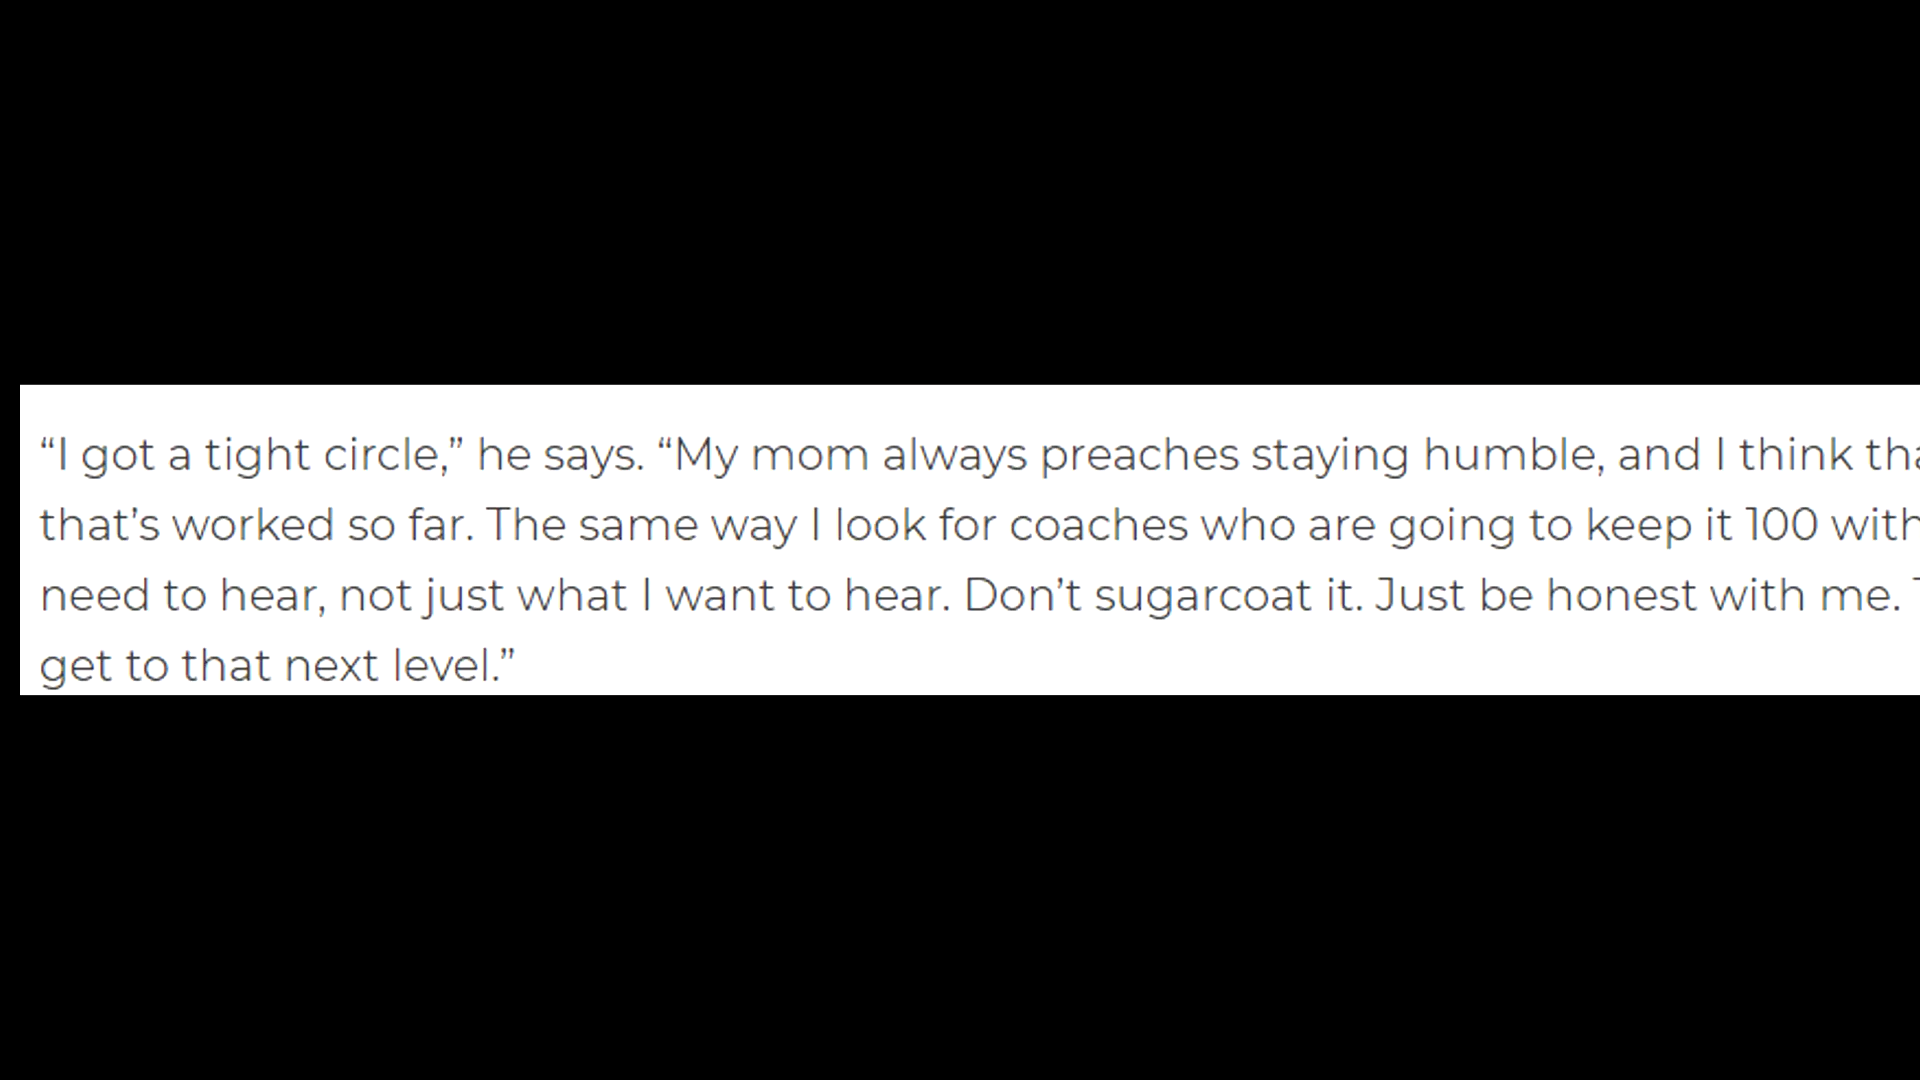 “I got a tight circle,” he says. “My mom always preaches staying humble, and I think
that’s worked so far. The same way I look for coaches who are going to keep it 100 with
need to hear, not just what I want to hear. Don’t sugarcoat it. Just be honest with me.
get to that next level.”